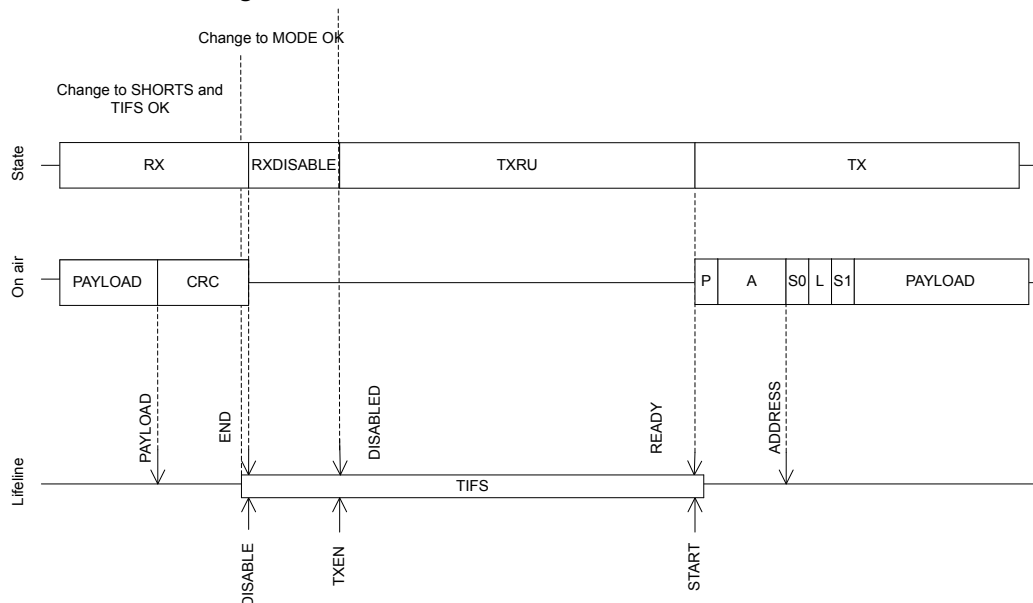 Change to MODE OK
Change to SHORTS and
TIFS OK
State
RX
RXDISABLE
TXRU
TX
On air
PAYLOAD
CRC
P
A
S0
L
S1
PAYLOAD
PAYLOAD
END
DISABLED
READY
ADDRESS
Lifeline
TIFS
DISABLE
TXEN
START